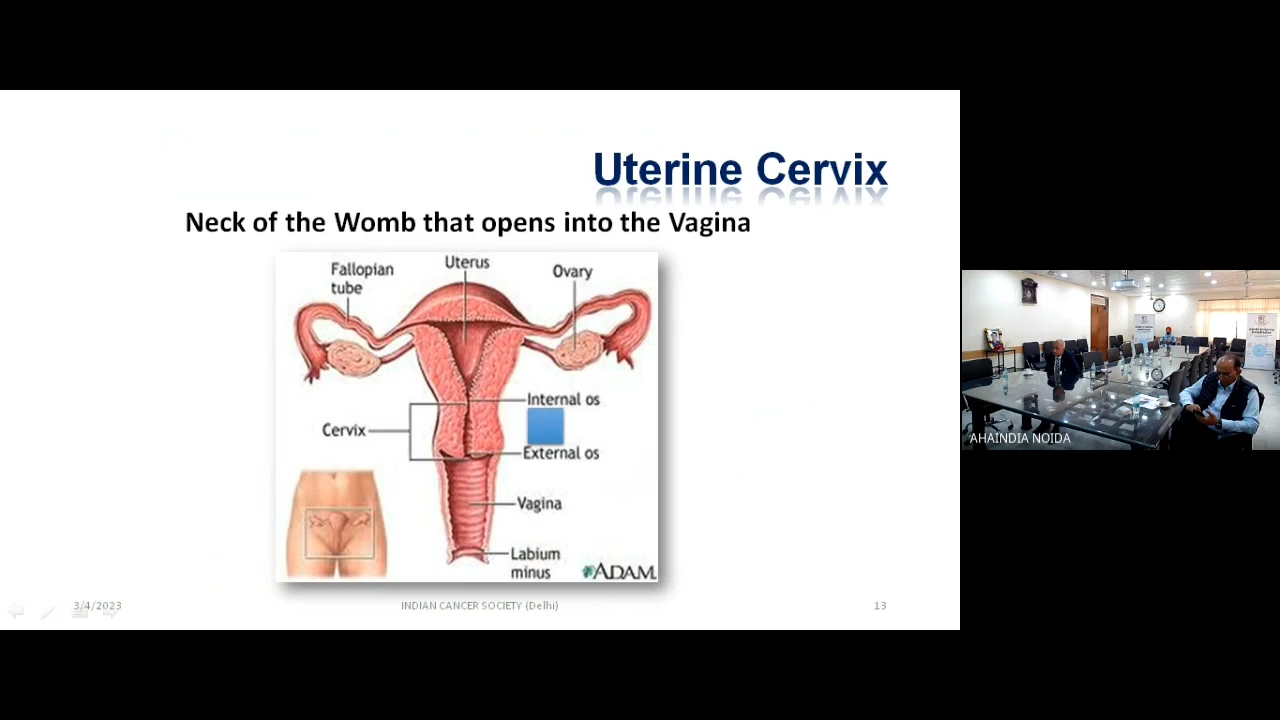 Uterine Cervix
Neck of the Womb that opens into the Vagina
Fallopian
tube
Uterus
Ovary
Internal os
Cervix
External os
Vagina
Labium
minus
ADAM
3/4/2023
INDIAN CANCER SOCIETY (Delhi)
13
AHAINDIA NOIDA